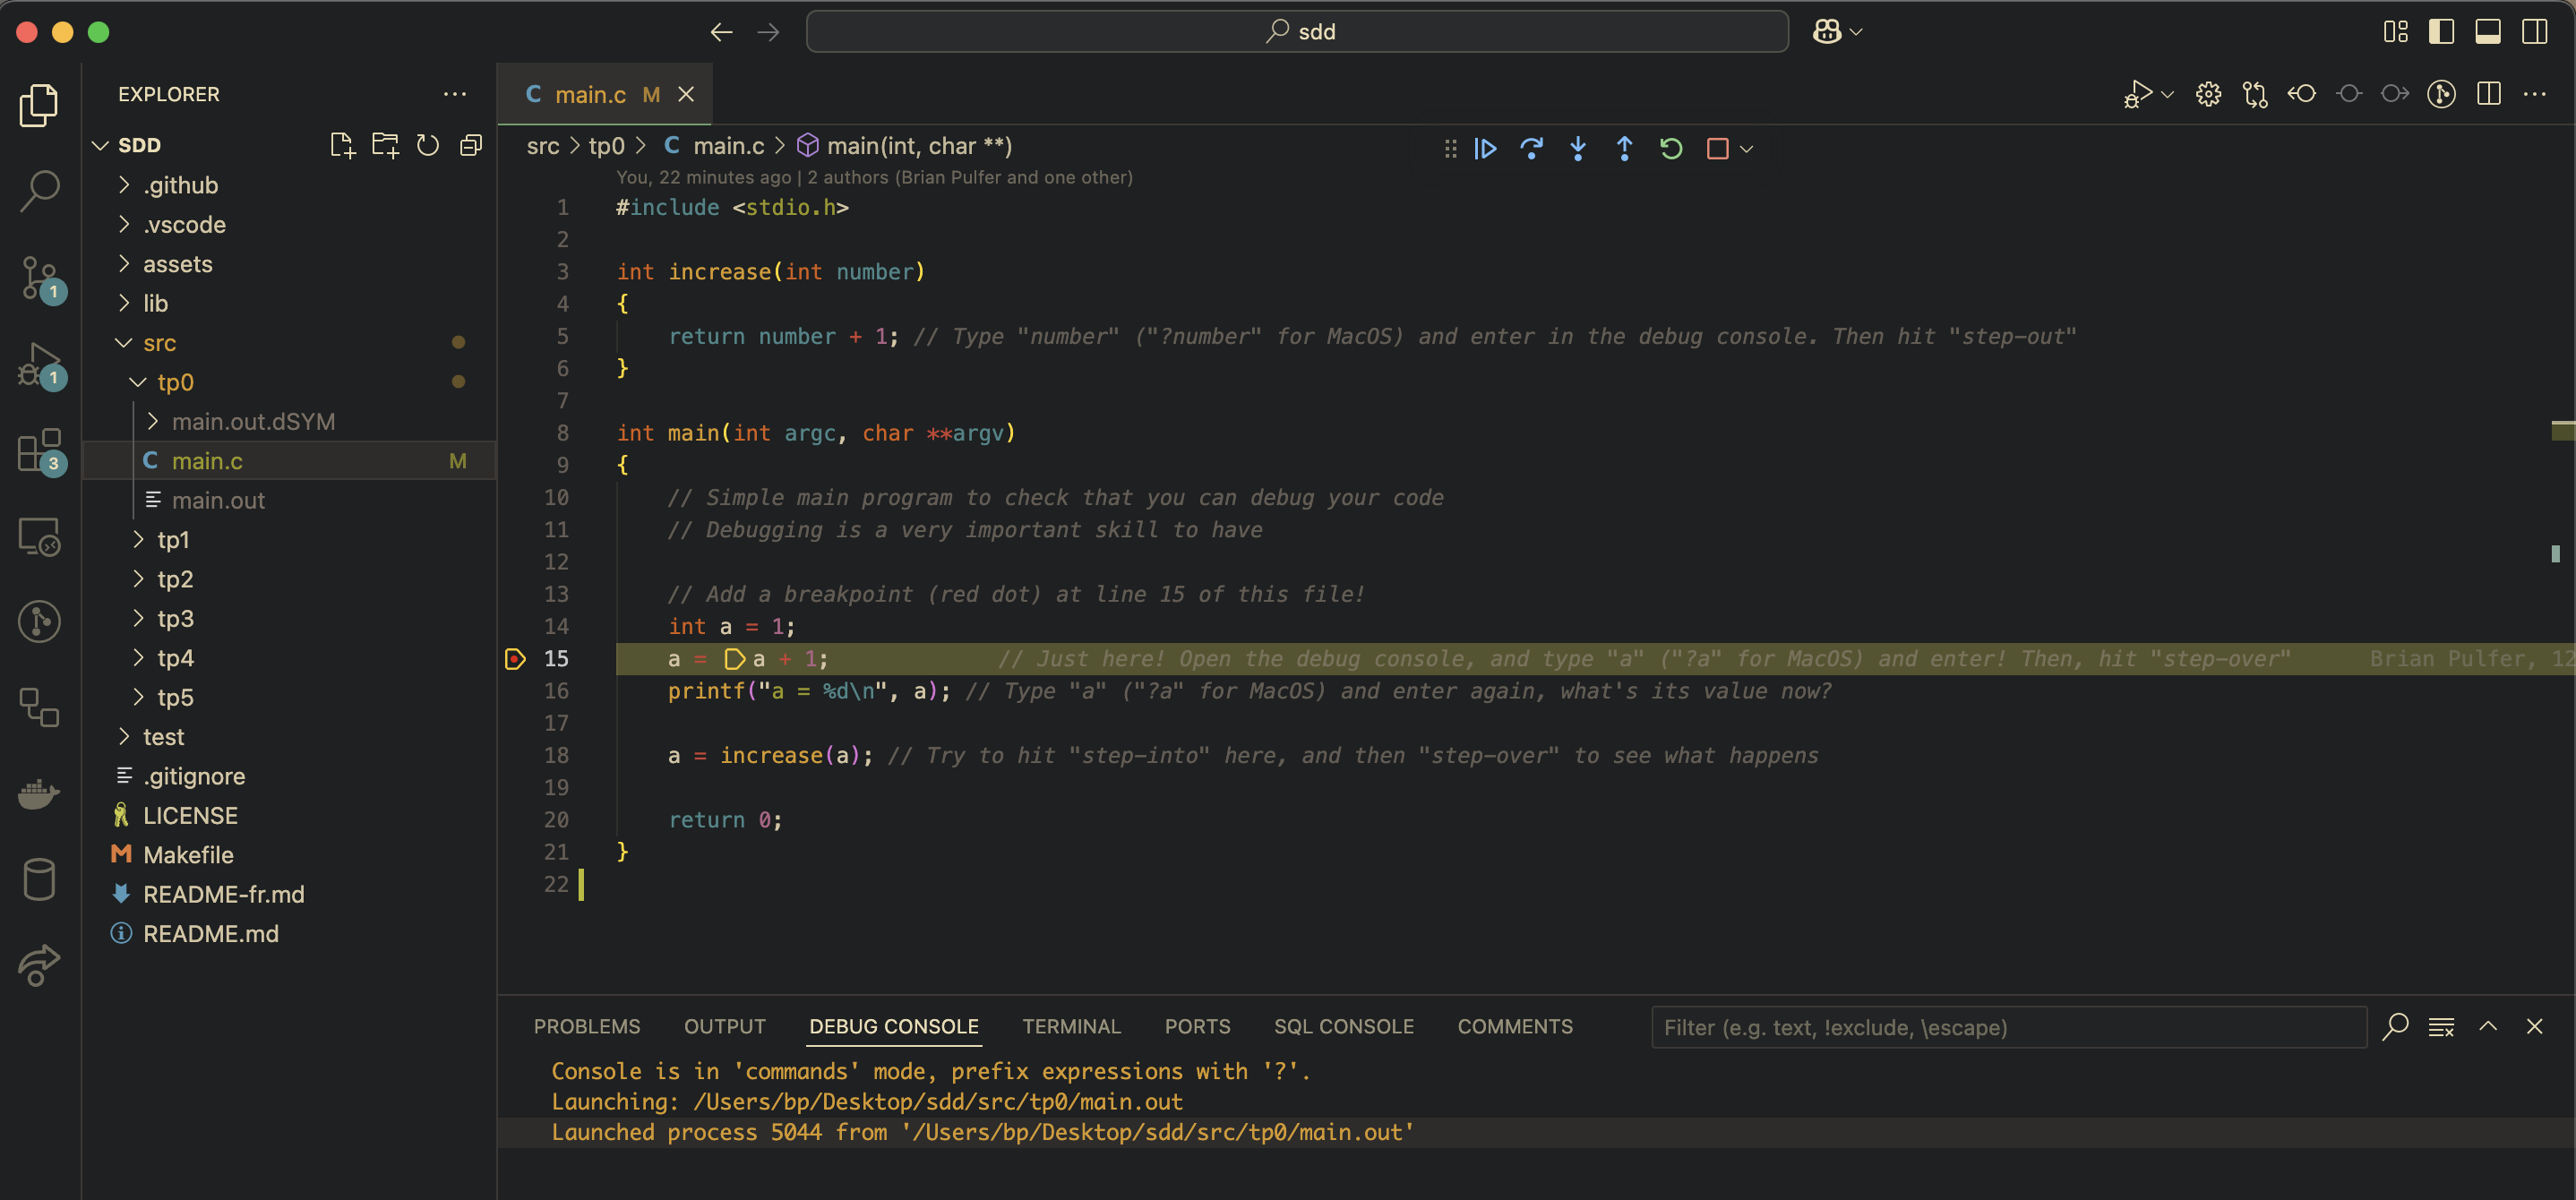 sdd
EXPLORER
SDD
.github
.vscode
assets
lib
src
tp0
main.out.dSYM
main.c M
main.out
tp1
tp2
tp3
tp4
tp5
test
.gitignore
LICENSE
Makefile
README-fr.md
README.md
1
1
3
C main.c M
src > tp0 > C main.c > main(int, char **)
You, 22 minutes ago | 2 authors (Brian Pulfer and one other)
1 #include <stdio.h>
2
3 int increase(int number)
4 {
5 return number + 1; // Type "number" ("?number" for MacOS) and enter in the debug console. Then hit "step-out"
6 }
7
8 int main(int argc, char **argv)
9 {
10 // Simple main program to check that you can debug your code
11 // Debugging is a very important skill to have
12
13 // Add a breakpoint (red dot) at line 15 of this file!
14 int a = 1;
15 a = a + 1; // Just here! Open the debug console, and type "a" ("?a" for MacOS) and enter! Then, hit "step-over" Brian Pulfer, 12
16 printf("a = %d\n", a); // Type "a" ("?a" for MacOS) and enter again, what's its value now?
17
18 a = increase(a); // Try to hit "step-into" here, and then "step-over" to see what happens
19
20 return 0;
21 }
22
PROBLEMS OUTPUT DEBUG CONSOLE TERMINAL PORTS SQL CONSOLE COMMENTS Filter (e.g. text, !exclude, \escape)
Console is in 'commands' mode, prefix expressions with '?'.
Launching: /Users/bp/Desktop/sdd/src/tp0/main.out
Launched process 5044 from '/Users/bp/Desktop/sdd/src/tp0/main.out'